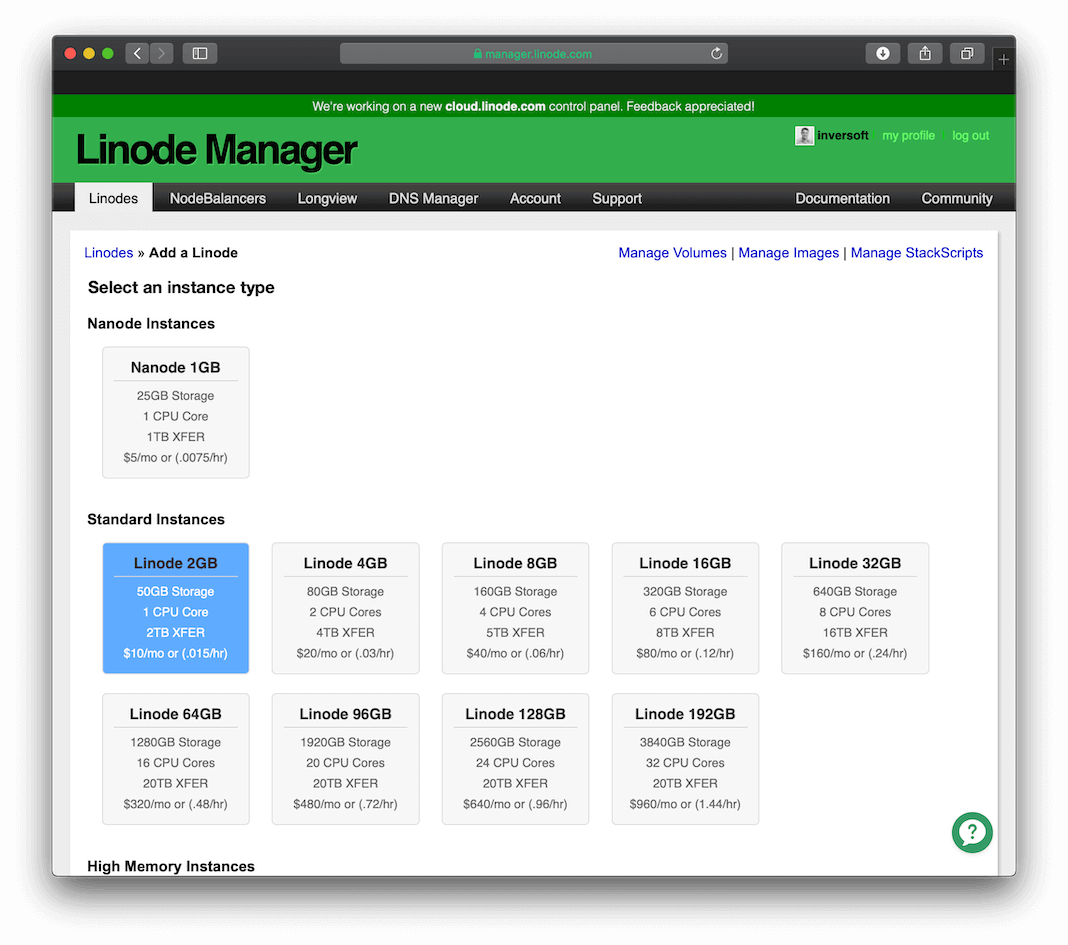 manager.linode.com
We're working on a new cloud.linode.com control panel. Feedback appreciated!
Linode Manager
inversoft my profile log out
Linodes NodeBalancers Longview DNS Manager Account Support Documentation Community
Linodes » Add a Linode Manage Volumes | Manage Images | Manage StackScripts
Select an instance type
Nanode Instances
Nanode 1GB
25GB Storage
1 CPU Core
1TB XFER
$5/mo or (.0075/hr)
Standard Instances
Linode 2GB
50GB Storage
1 CPU Core
2TB XFER
$10/mo or (.015/hr)
Linode 4GB
80GB Storage
2 CPU Cores
4TB XFER
$20/mo or (.03/hr)
Linode 8GB
160GB Storage
4 CPU Cores
5TB XFER
$40/mo or (.06/hr)
Linode 16GB
320GB Storage
6 CPU Cores
8TB XFER
$80/mo or (.12/hr)
Linode 32GB
640GB Storage
8 CPU Cores
16TB XFER
$160/mo or (.24/hr)
Linode 64GB
1280GB Storage
16 CPU Cores
20TB XFER
$320/mo or (.48/hr)
Linode 96GB
1920GB Storage
20 CPU Cores
20TB XFER
$480/mo or (.72/hr)
Linode 128GB
2560GB Storage
24 CPU Cores
20TB XFER
$640/mo or (.96/hr)
Linode 192GB
3840GB Storage
32 CPU Cores
20TB XFER
$960/mo or (1.44/hr)
?
High Memory Instances